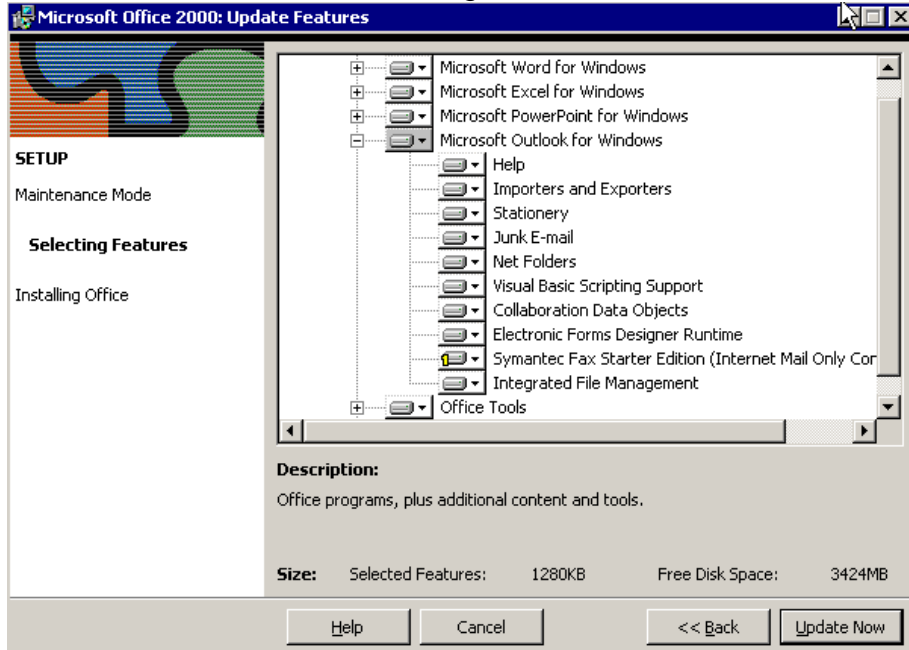 Microsoft Office 2000: Update Features
Microsoft Word for Windows
Microsoft Excel for Windows
Microsoft PowerPoint for Windows
Microsoft Outlook for Windows
SETUP
Help
Maintenance Mode
Importers and Exporters
Stationery
Junk E-mail
Selecting Features
Net Folders
Visual Basic Scripting Support
Installing Office
Collaboration Data Objects
Electronic Forms Designer Runtime
1 Symantec Fax Starter Edition (Internet Mail Only Cor
Integrated File Management
Office Tools
Description:
Office programs, plus additional content and tools.
Size: Selected Features: 1280KB Free Disk Space: 3424MB
Help Cancel << Back Update Now